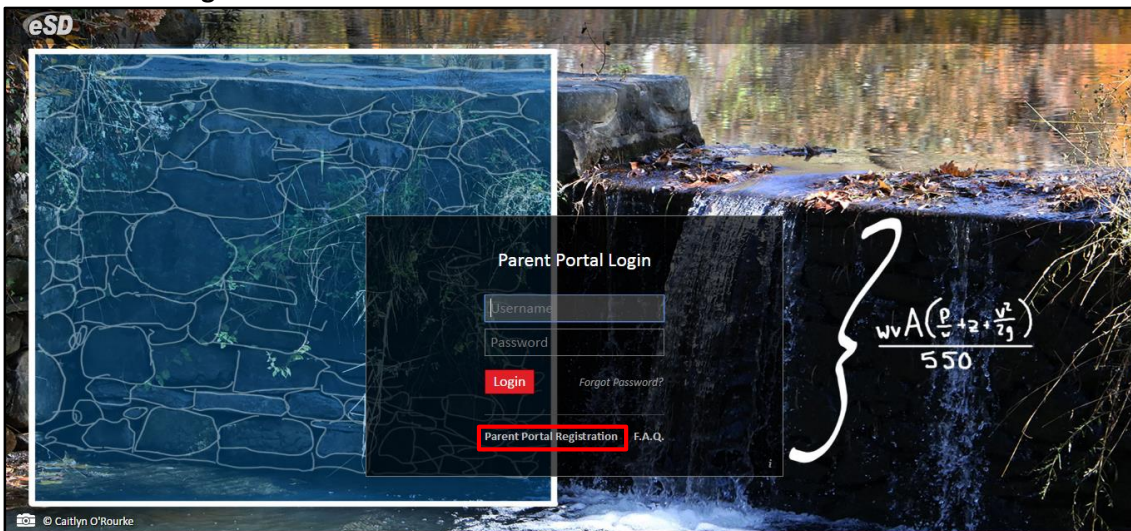 eSD
Parent Portal Login
Username
Password
Login Forgot Password?
Parent Portal Registration F.A.Q.
i
wvA(p/v+z+v²/2g)
550
© Caitlyn O'Rourke